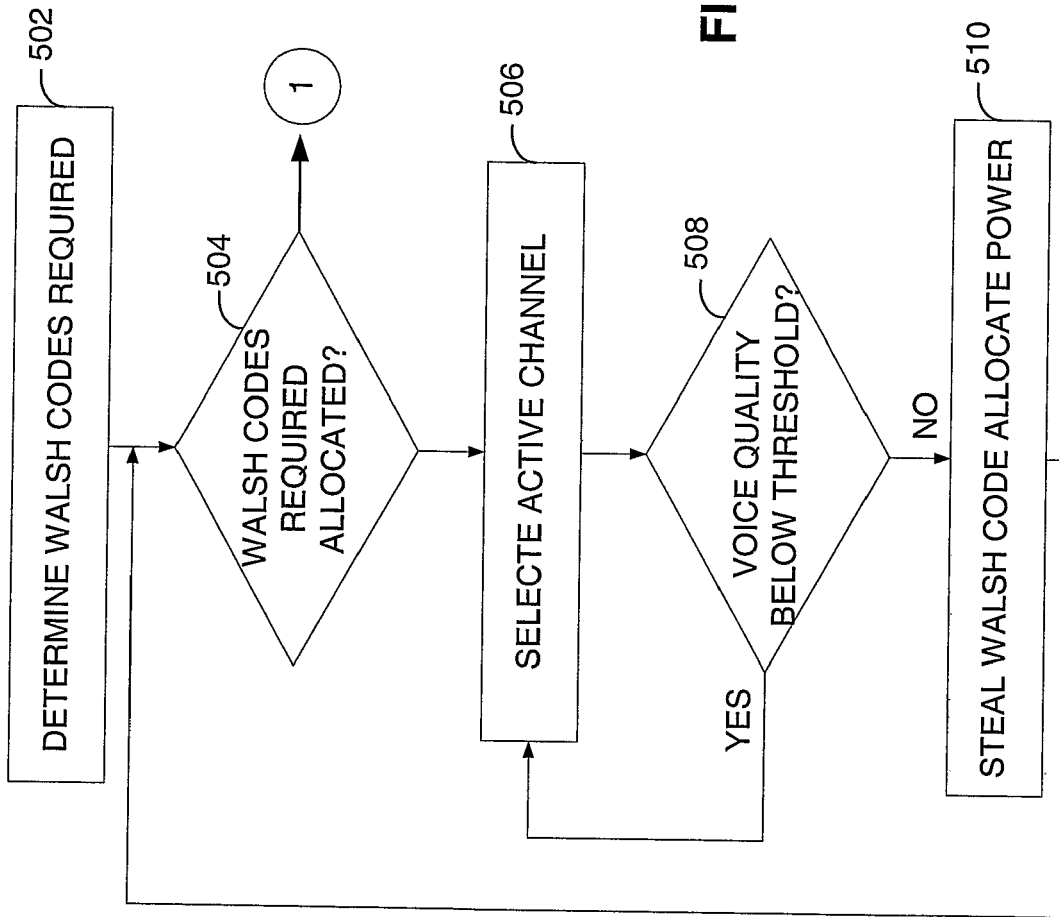 DETERMINE WALSH CODES REQUIRED
502
504
WALSH CODES
REQUIRED
ALLOCATED?
1
506
SELECTE ACTIVE CHANNEL
508
VOICE QUALITY
BELOW THRESHOLD?
YES
NO
510
STEAL WALSH CODE ALLOCATE POWER
FI